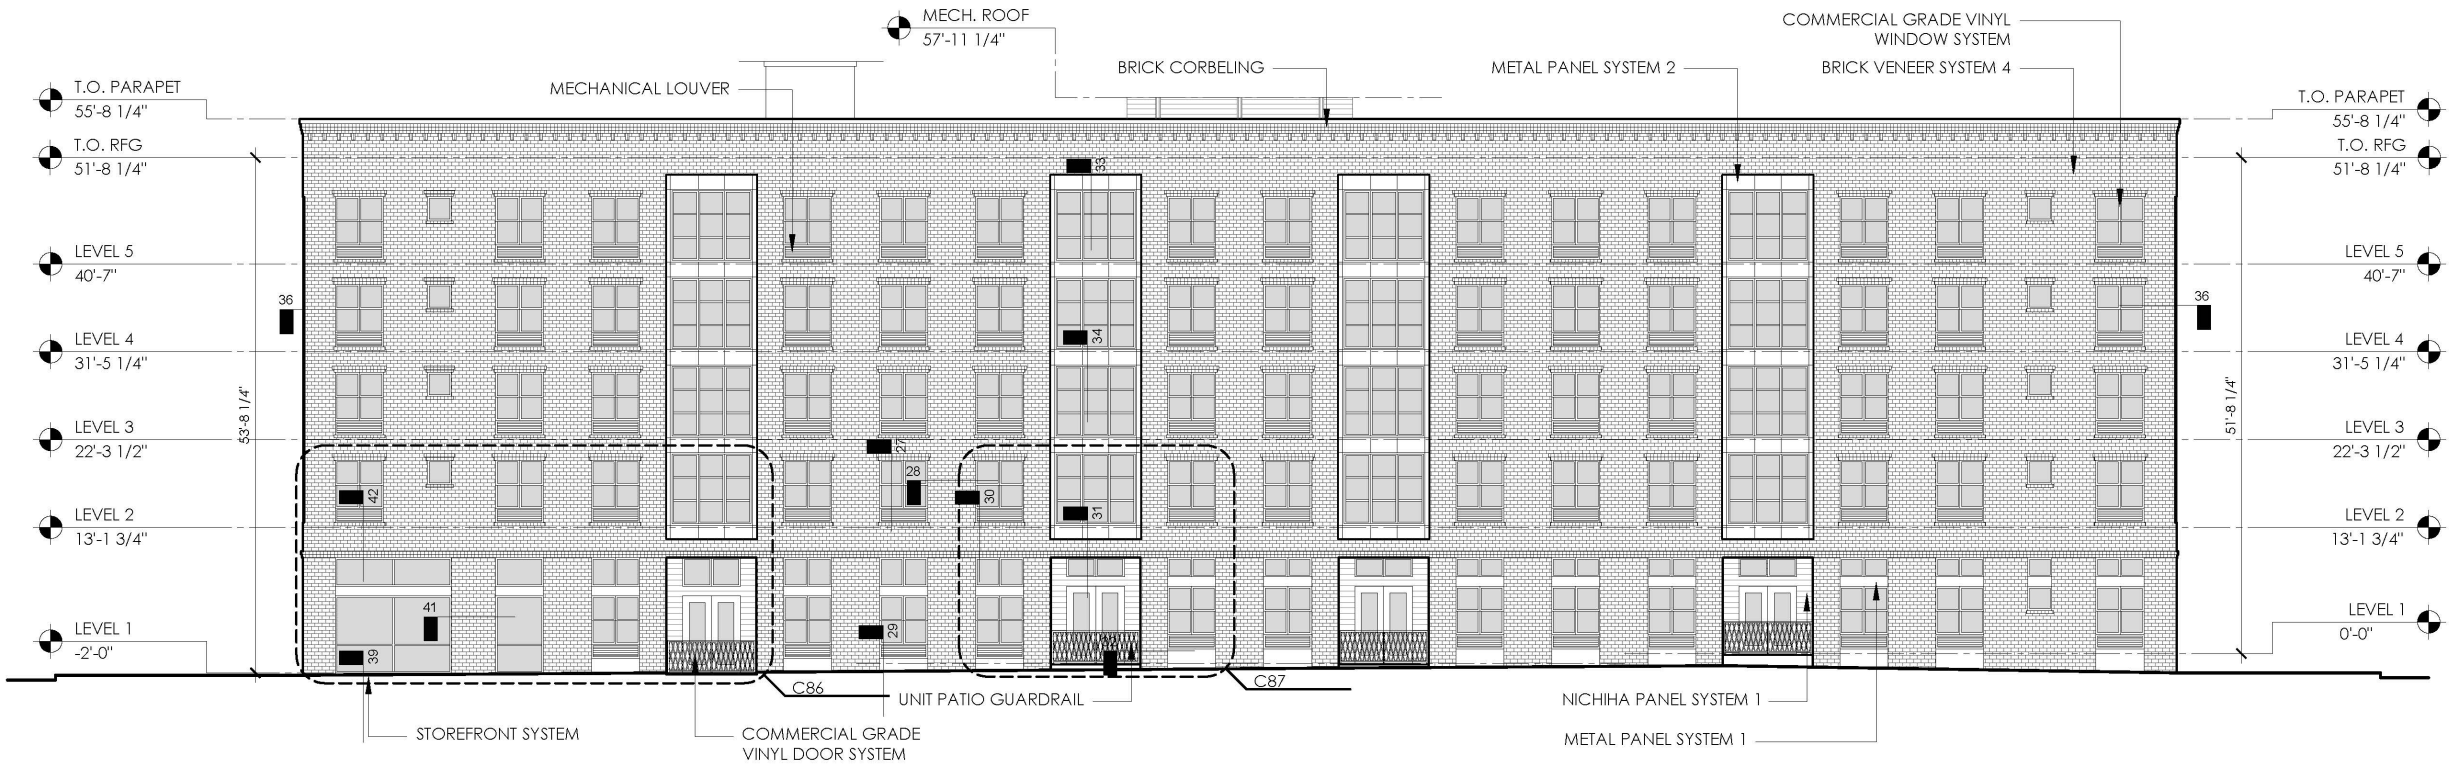 MECH. ROOF
57'-11 1/4"
COMMERCIAL GRADE VINYL
WINDOW SYSTEM
MECHANICAL LOUVER
BRICK CORBELING
METAL PANEL SYSTEM 2
BRICK VENEER SYSTEM 4
T.O. PARAPET
55'-8 1/4"
T.O. RFG
51'-8 1/4"
LEVEL 5
40'-7"
LEVEL 4
31'-5 1/4"
LEVEL 3
22'-3 1/2"
LEVEL 2
13'-1 3/4"
LEVEL 1
-2'-0"
53'-8 1/4"
36
33
34
27
28
42
30
31
41
29
39
T.O. PARAPET
55'-8 1/4"
T.O. RFG
51'-8 1/4"
LEVEL 5
40'-7"
36
LEVEL 4
31'-5 1/4"
51'-8 1/4"
LEVEL 3
22'-3 1/2"
LEVEL 2
13'-1 3/4"
LEVEL 1
0'-0"
C86
C87
UNIT PATIO GUARDRAIL
NICHIHA PANEL SYSTEM 1
STOREFRONT SYSTEM
COMMERCIAL GRADE
VINYL DOOR SYSTEM
METAL PANEL SYSTEM 1